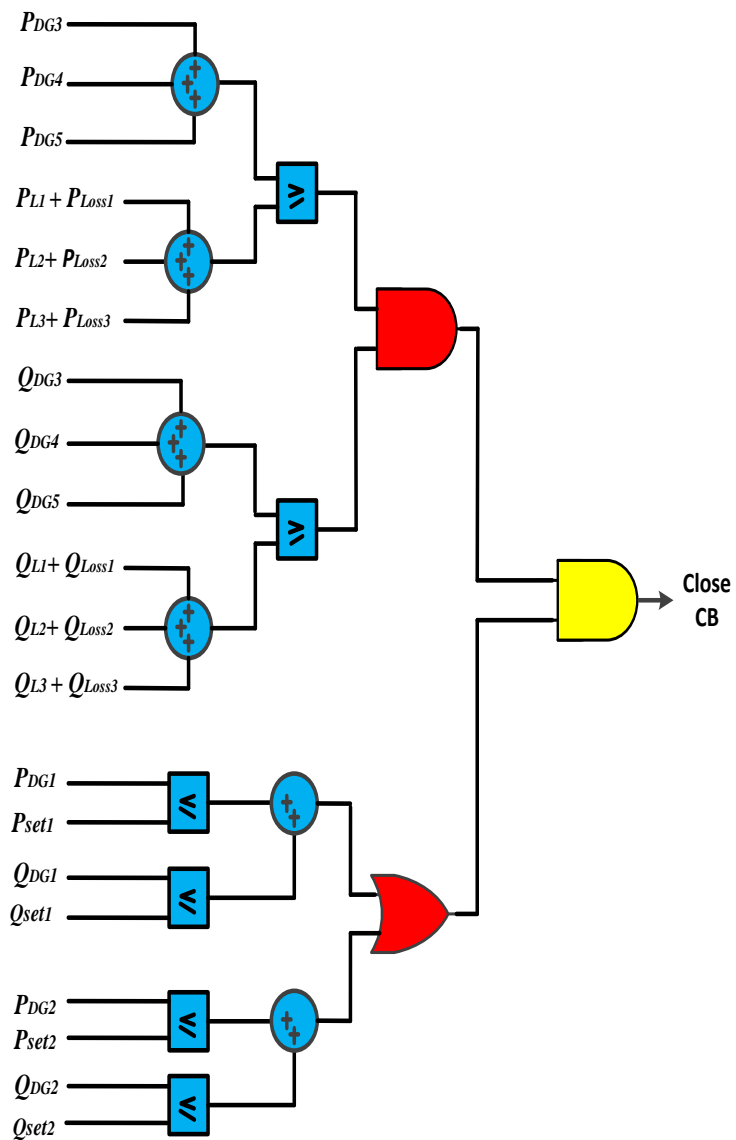 PDG3
+
PDG4
+
+
PDG5
PL1 + PLoss1
≥
+
PL2+ PLoss2
+
+
PL3+ PLoss3
QDG3
+
QDG4
+
+
QDG5
≥
QL1+ QLoss1
+
QL2+ QLoss2
+
+
QL3+ QLoss3
Close
CB
PDG1
≤
+
Pset1
+
QDG1
≤
Qset1
PDG2
≤
+
Pset2
+
QDG2
≤
Qset2